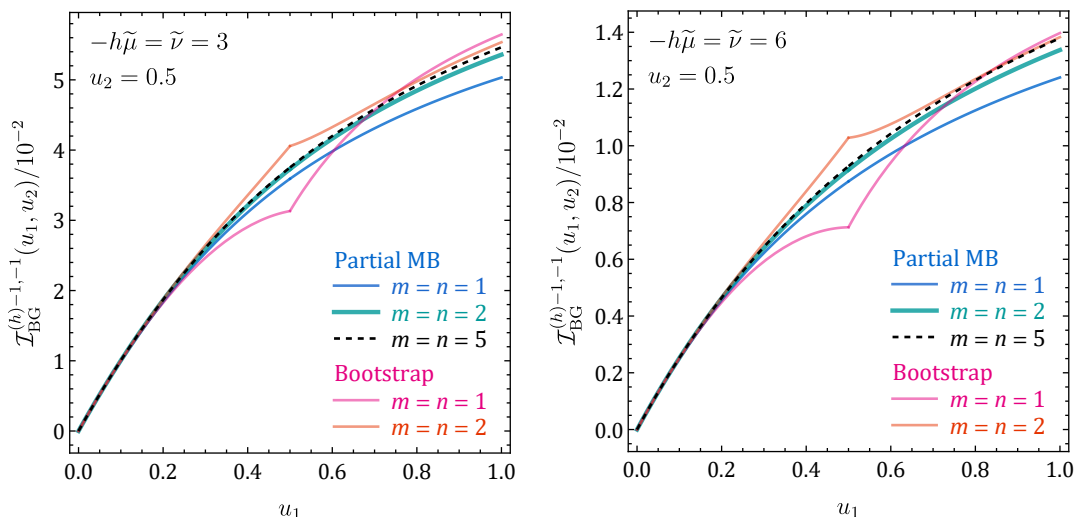 −hμ̃ = ν̃ = 3
u₂ = 0.5
Partial MB
m = n = 1
m = n = 2
m = n = 5
Bootstrap
m = n = 1
m = n = 2
5
4
3
2
1
0
0.0 0.2 0.4 0.6 0.8 1.0
u₁
ℐ_BG^{(h)−1,−1}(u₁, u₂)/10⁻²
−hμ̃ = ν̃ = 6
u₂ = 0.5
Partial MB
m = n = 1
m = n = 2
m = n = 5
Bootstrap
m = n = 1
m = n = 2
1.4
1.2
1.0
0.8
0.6
0.4
0.2
0.0
0.0 0.2 0.4 0.6 0.8 1.0
u₁
ℐ_BG^{(h)−1,−1}(u₁, u₂)/10⁻²